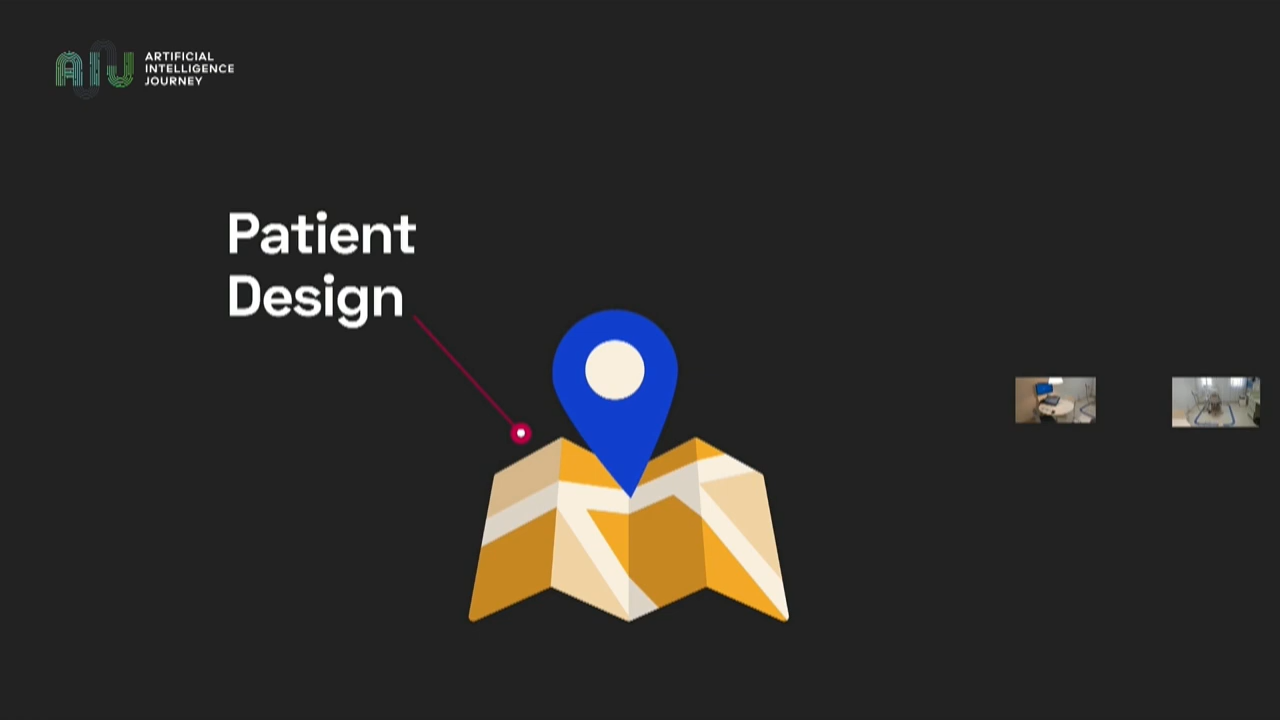 ARTIFICIAL
INTELLIGENCE
JOURNEY
Patient
Design